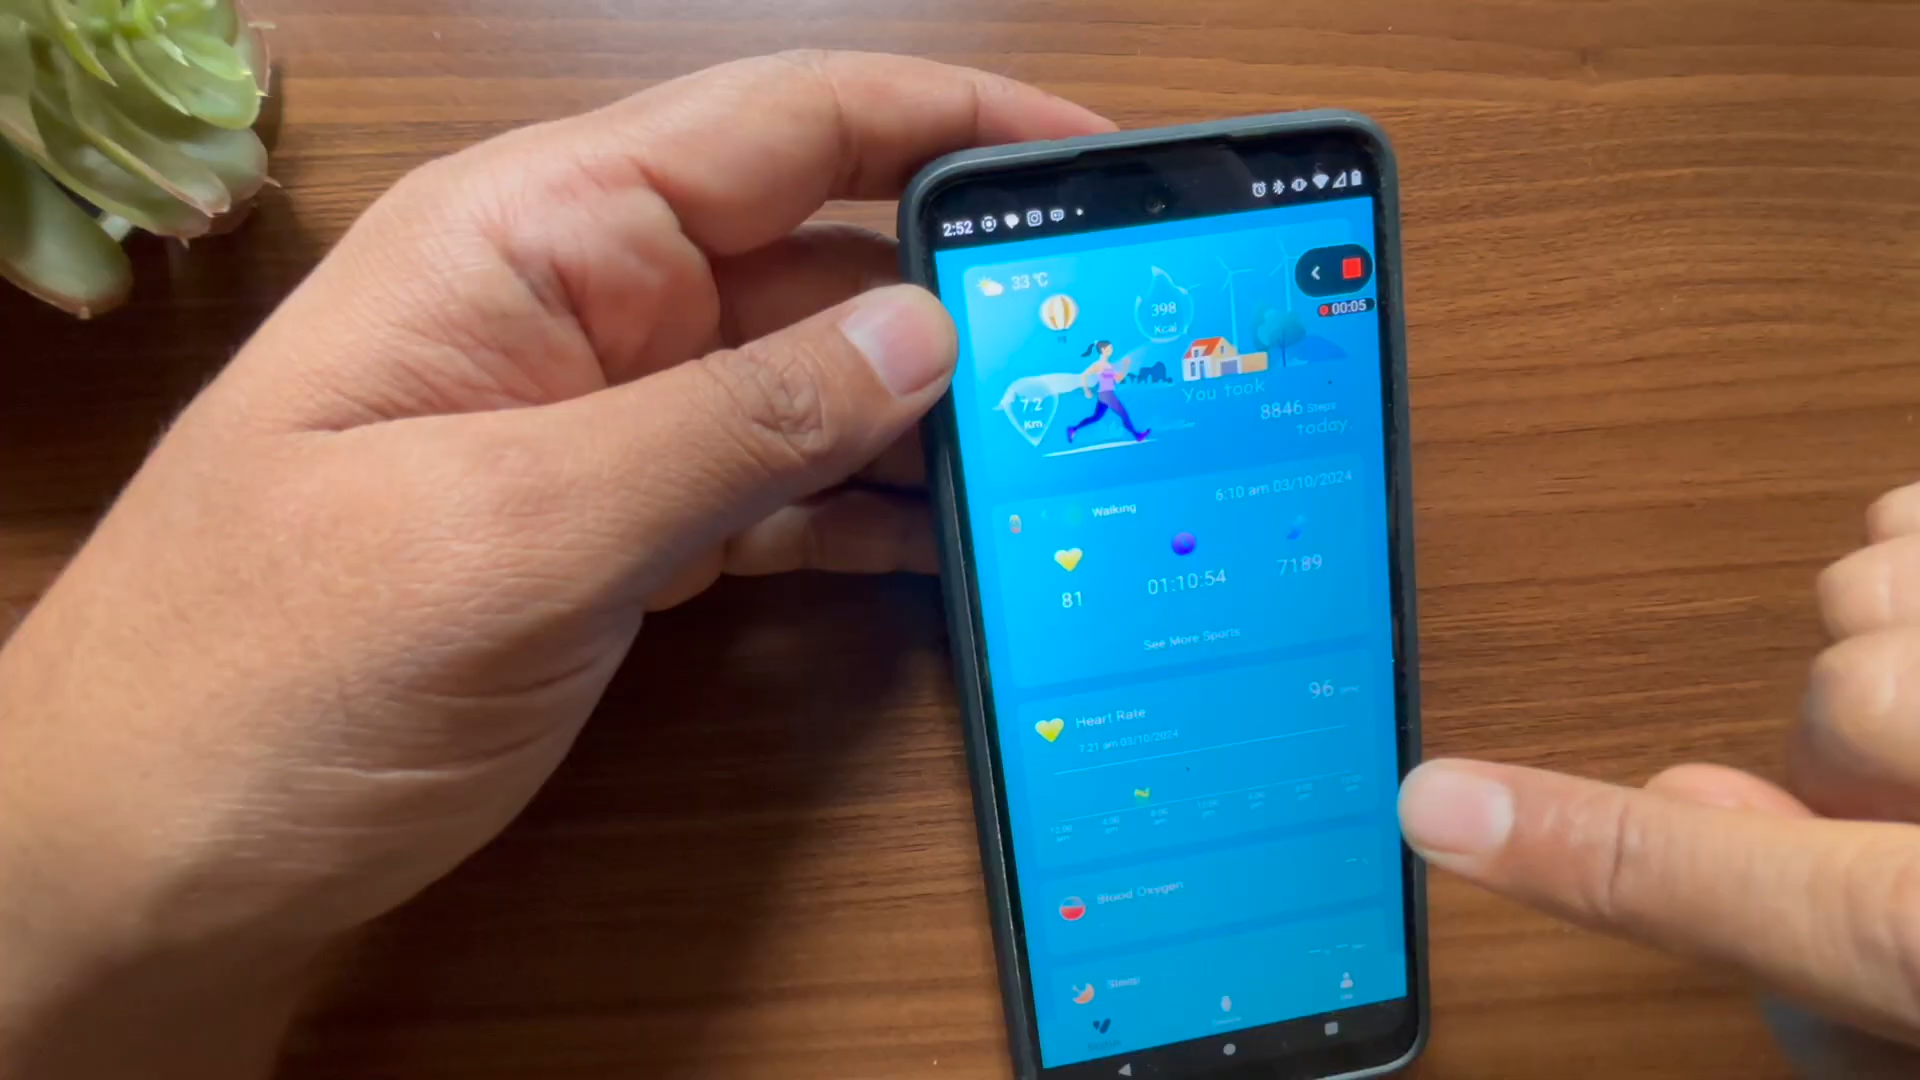 2:52
33 °C
00:05
398
Kcal
7.2
Km
You took
8846 Steps
today.
Walking
6:10 am 03/10/2024
81
01:10:54
7189
See More Sports
Heart Rate
96
7:21 am 03/10/2024
Blood Oxygen
Sleep